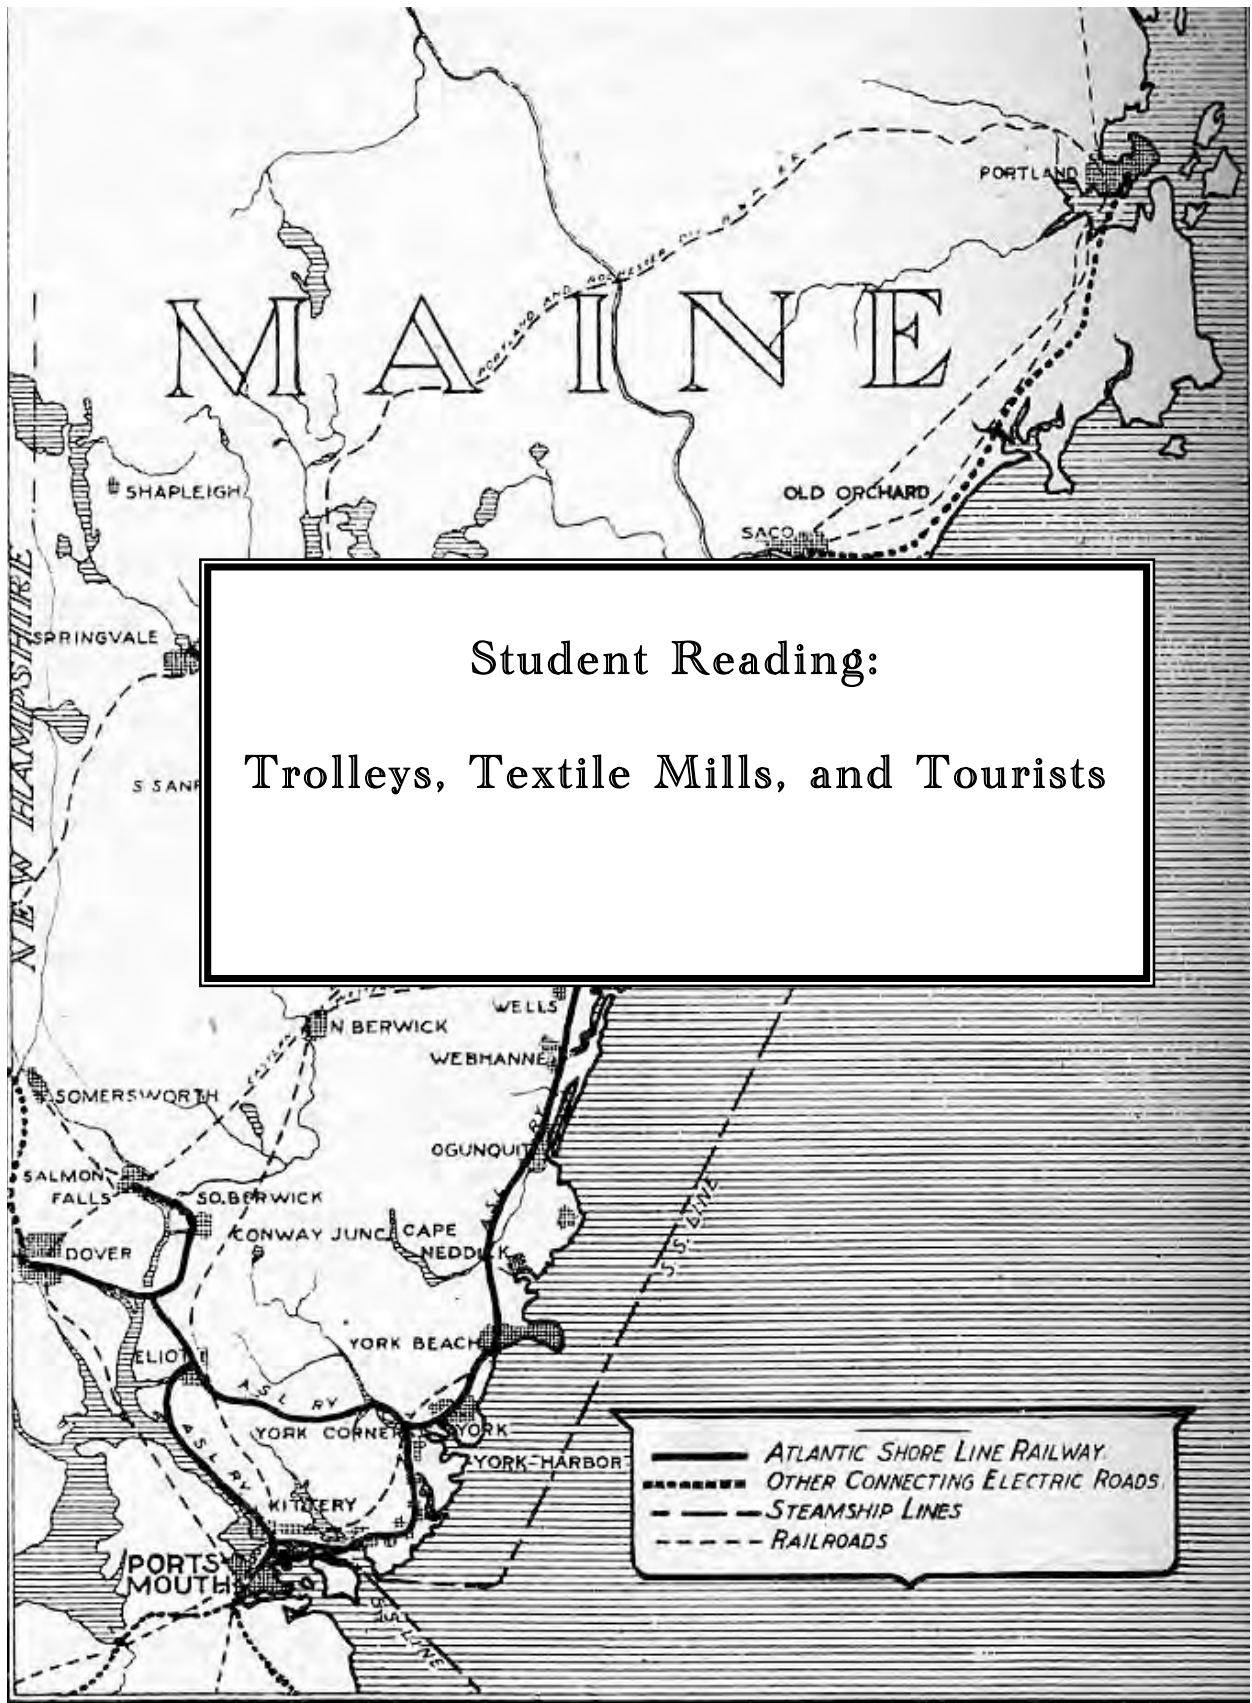 PORTLAND
PORTLAND AND ROCHESTER DIV
MAINE
SHAPLEIGH
OLD ORCHARD
SACO
NEW HAMPSHIRE
SPRINGVALE
Student Reading:
Trolleys, Textile Mills, and Tourists
S SANF
WELLS
N BERWICK
WEBHANNE
SOMERSWORTH
RY
OGUNQUIT
SALMON
FALLS
SO. BERWICK
S.S. LINE
CONWAY JUNC.
CAPE
NEDDICK
DOVER
YORK BEACH
ELIOT
A S L RY
YORK CORNER
YORK
A S L RY
YORK HARBOR
KITTERY
PORTS
MOUTH
S.S. LINE
ATLANTIC SHORE LINE RAILWAY.
OTHER CONNECTING ELECTRIC ROADS.
STEAMSHIP LINES
RAILROADS